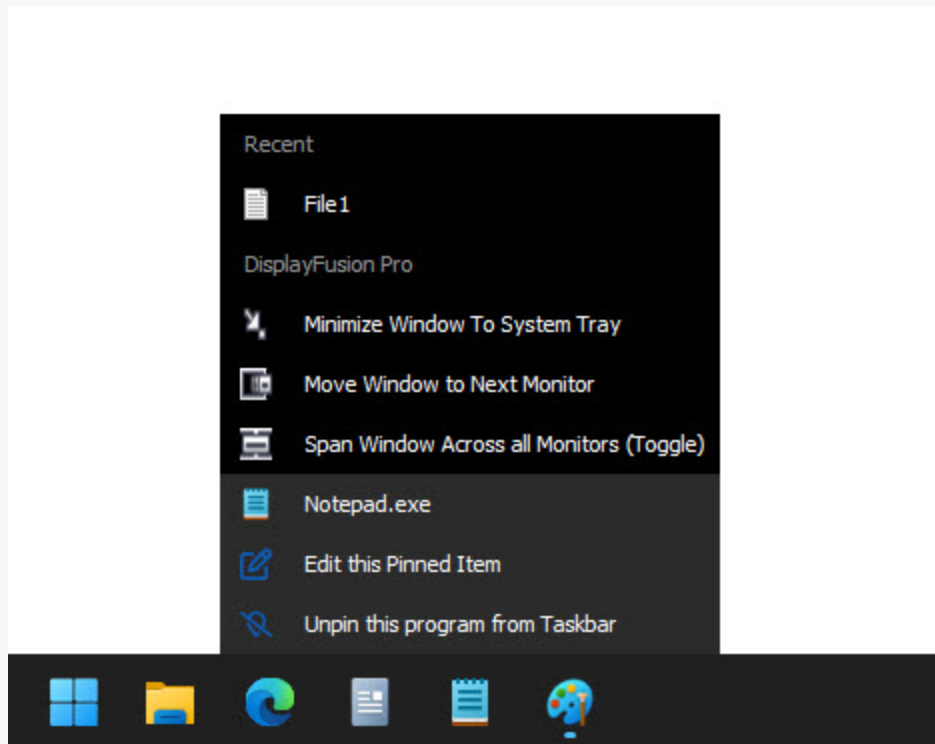 Recent
File1
DisplayFusion Pro
Minimize Window To System Tray
Move Window to Next Monitor
Span Window Across all Monitors (Toggle)
Notepad.exe
Edit this Pinned Item
Unpin this program from Taskbar